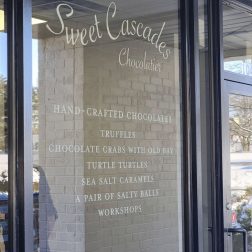 Sweet Cascades
Chocolatier
HAND-CRAFTED CHOCOLATES
TRUFFLES
CHOCOLATE CRABS WITH OLD BAY
TURTLE TURTLES
SEA SALT CARAMELS
A PAIR OF SALTY BALLS
WORKSHOPS